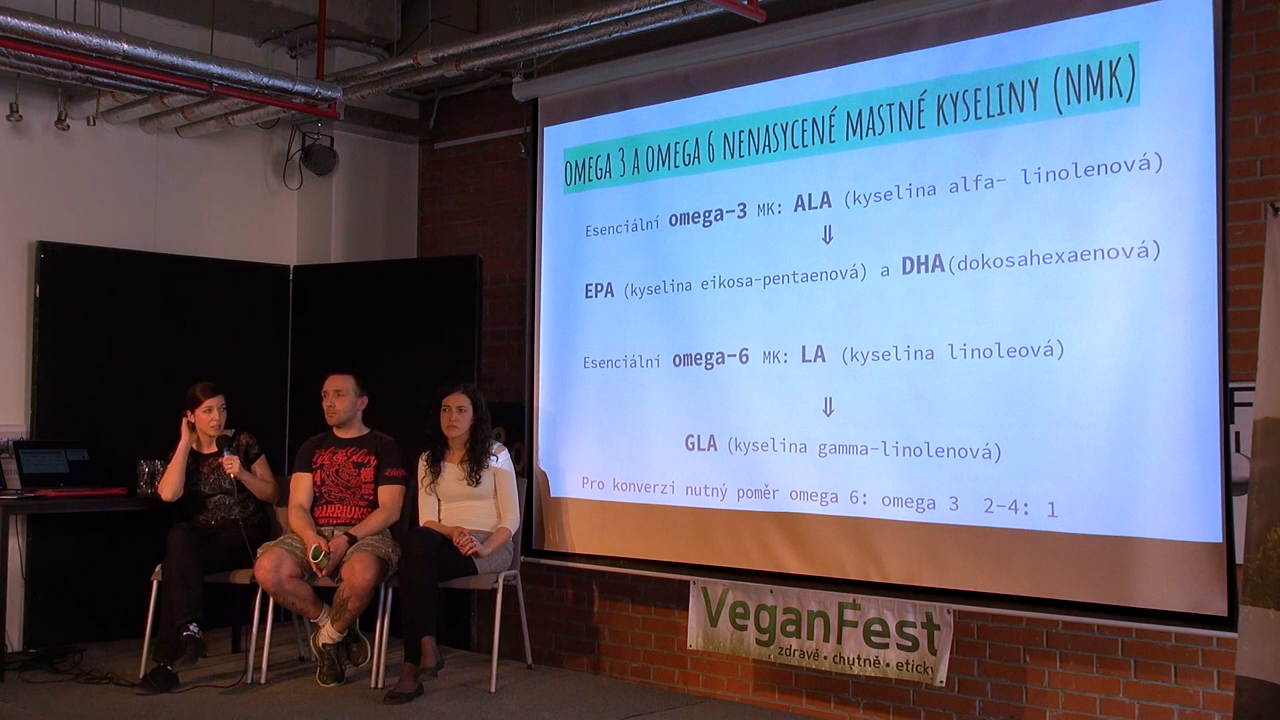 OMEGA 3 A OMEGA 6 NENASYCENÉ MASTNÉ KYSELINY (NMK)
Esenciální omega-3 MK: ALA (kyselina alfa- linolenová)
⇓
EPA (kyselina eikosa-pentaenová) a DHA(dokosahexaenová)
Esenciální omega-6 MK: LA (kyselina linoleová)
⇓
GLA (kyselina gamma-linolenová)
Pro konverzi nutný poměr omega 6: omega 3 2-4: 1
VeganFest
zdravě • chutně • eticky
WARRIORS